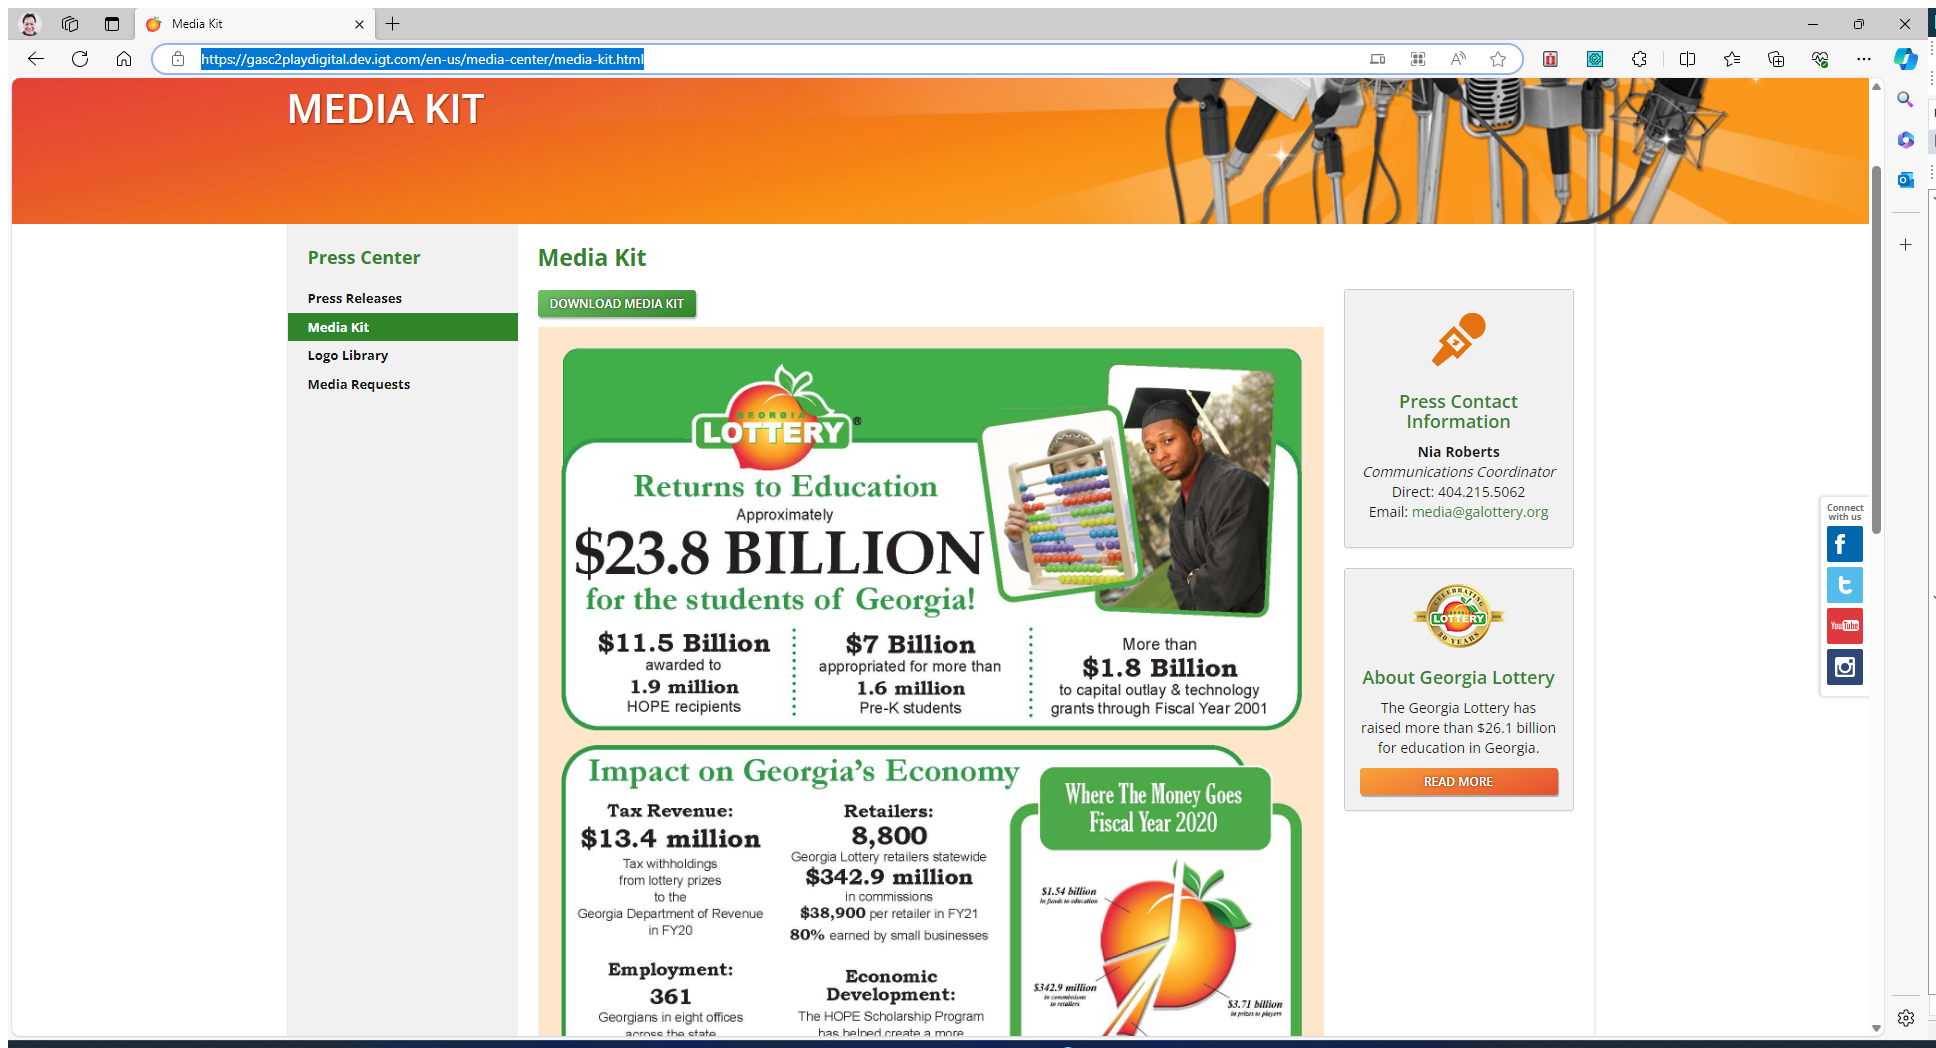 Media Kit
https://gasc2playdigital.dev.igt.com/en-us/media-center/media-kit.html
MEDIA KIT
Press Center
Press Releases
Media Kit
Logo Library
Media Requests
Media Kit
DOWNLOAD MEDIA KIT
GEORGIA
LOTTERY®
Returns to Education
Approximately
$23.8 BILLION
for the students of Georgia!
$11.5 Billion
awarded to
1.9 million
HOPE recipients
$7 Billion
appropriated for more than
1.6 million
Pre-K students
More than
$1.8 Billion
to capital outlay & technology
grants through Fiscal Year 2001
Impact on Georgia's Economy
Tax Revenue:
$13.4 million
Tax withholdings
from lottery prizes
to the
Georgia Department of Revenue
in FY20
Employment:
361
Georgians in eight offices
across the state
Retailers:
8,800
Georgia Lottery retailers statewide
$342.9 million
in commissions
$38,900 per retailer in FY21
80% earned by small businesses
Economic
Development:
The HOPE Scholarship Program
has helped create a more
Where The Money Goes
Fiscal Year 2020
$1.54 billion
in funds to education
$342.9 million
in commissions
to retailers
$3.71 billion
in prizes to players
Press Contact
Information
Nia Roberts
Communications Coordinator
Direct: 404.215.5062
Email: media@galottery.org
CELEBRATING
GEORGIA
LOTTERY
30 YEARS
About Georgia Lottery
The Georgia Lottery has
raised more than $26.1 billion
for education in Georgia.
READ MORE
Connect
with us
You Tube